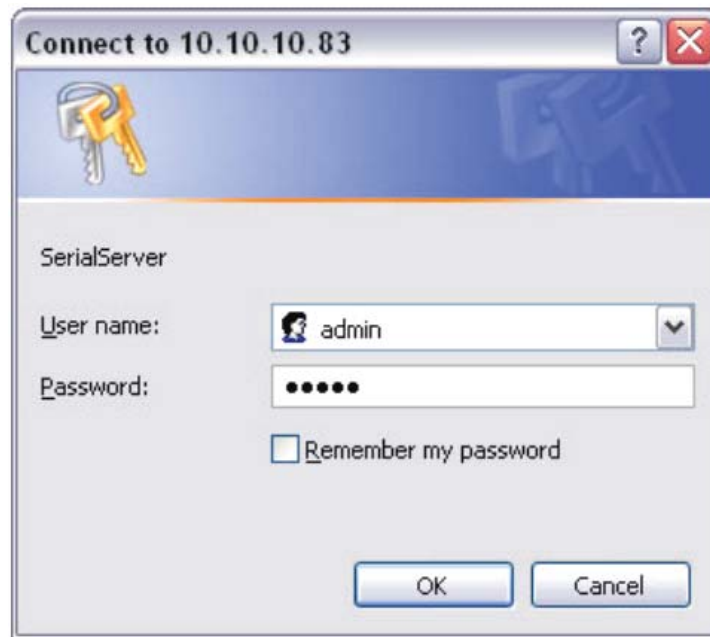 Connect to 10.10.10.83
?
SerialServer
User name:
admin
Password:
•••••
Remember my password
OK
Cancel